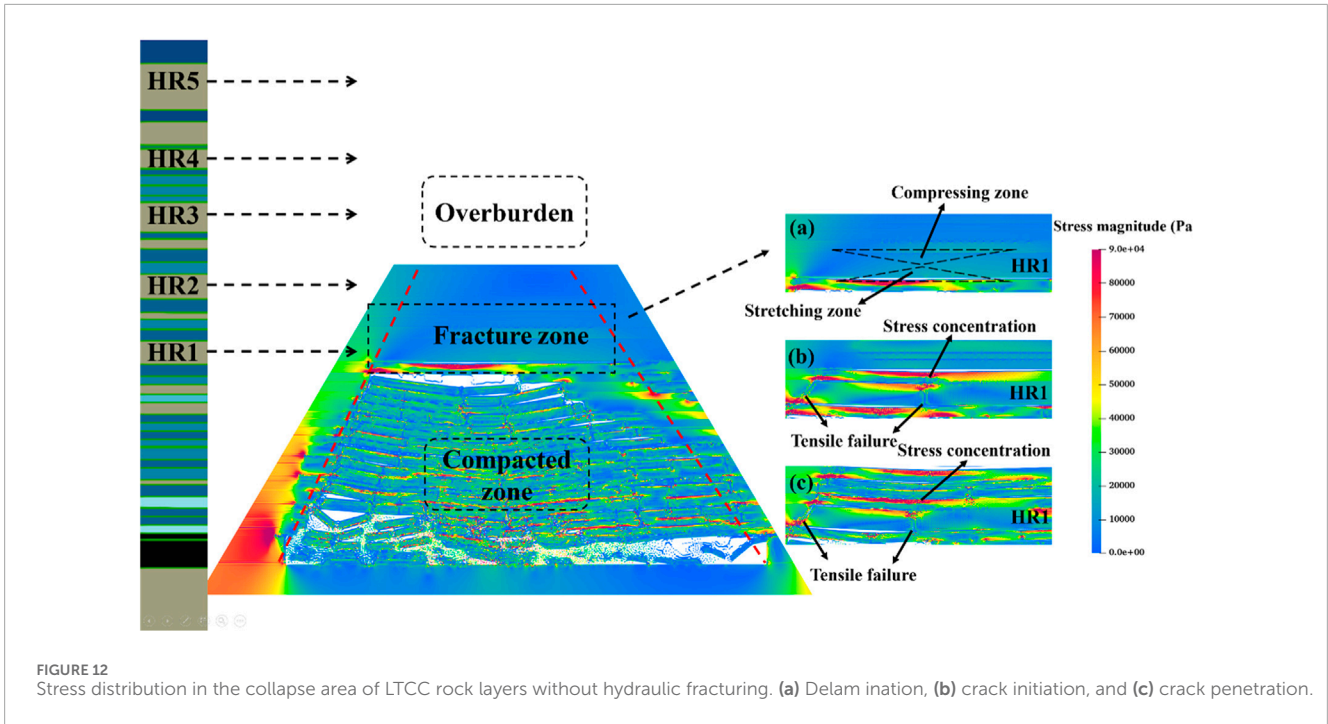 HR5
HR4
HR3
HR2
HR1
Overburden
Fracture zone
Compacted
zone
Compressing zone
(a)
HR1
Stretching zone
Stress concentration
(b)
HR1
Tensile failure
Stress concentration
(c)
HR1
Tensile failure
Stress magnitude (Pa
9.0e+04
80000
70000
60000
50000
40000
30000
20000
10000
0.0e+00
FIGURE 12
Stress distribution in the collapse area of LTCC rock layers without hydraulic fracturing. (a) Delam ination, (b) crack initiation, and (c) crack penetration.